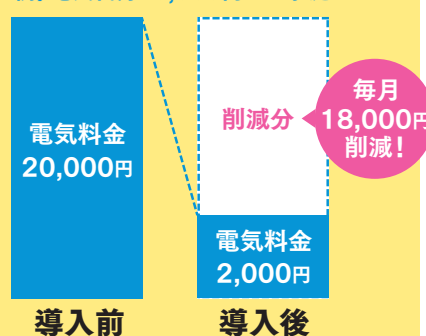 電気料金
20,000円
削減分
毎月
18,000円
削減!
電気料金
2,000円
導入前
導入後